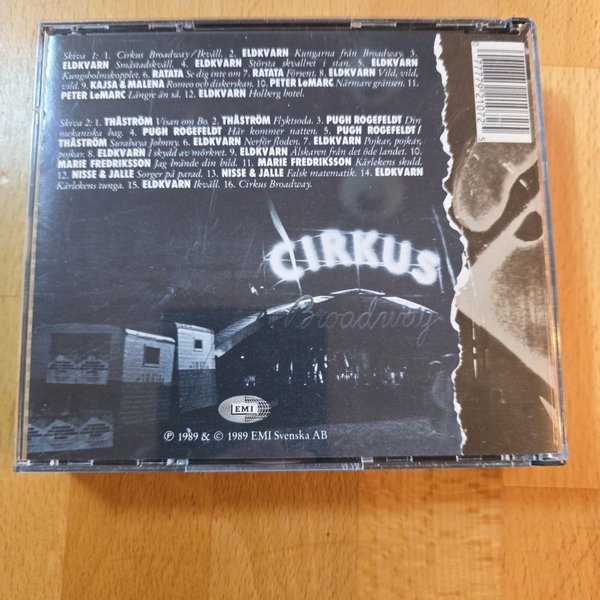 Skiva 1: 1. Cirkus Broadway/Ikväll. 2. ELDKVARN Kungarna från Broadway. 3.
ELDKVARN Småstadskväll. 4. ELDKVARN Stockholm skvallret i stan. 5. ELDKVARN
Kungsholmskopplet. 6. RATATA Se dig inte om 7. RATATA Försent. 8. ELDKVARN Vild, vild,
vild. 9. KAJSA & MALENA Romeo och diskerskan. 10. PETER LeMARC Närmare gränsen. 11.
PETER LeMARC Längre än så. 12. ELDKVARN Holberg hotel.
Skiva 2: 1. THÅSTRÖM Visan om Bo. 2. THÅSTRÖM Flyktsoda. 3. PUGH ROGEFELDT Din
mekaniska bag. 4. PUGH ROGEFELDT Här kommer natten. 5. PUGH ROGEFELDT/
THÅSTRÖM Surabaya Johnny. 6. ELDKVARN Nerför floden. 7. ELDKVARN Pojkar, pojkar,
pojkar. 8. ELDKVARN I skydd av mörkret. 9. ELDKVARN Älskaren från det öde landet. 10.
MARIE FREDRIKSSON Jag brände din bild. 11. MARIE FREDRIKSSON Kärlekens skuld.
12. NISSE & JALLE Sorger på parad. 13. NISSE & JALLE Falsk matematik. 14. ELDKVARN
Kärlekens tunga. 15. ELDKVARN Ikväll. 16. Cirkus Broadway.
CIRKUS
Broadway
CIRKUS
EMI
℗ 1989 & © 1989 EMI Svenska AB